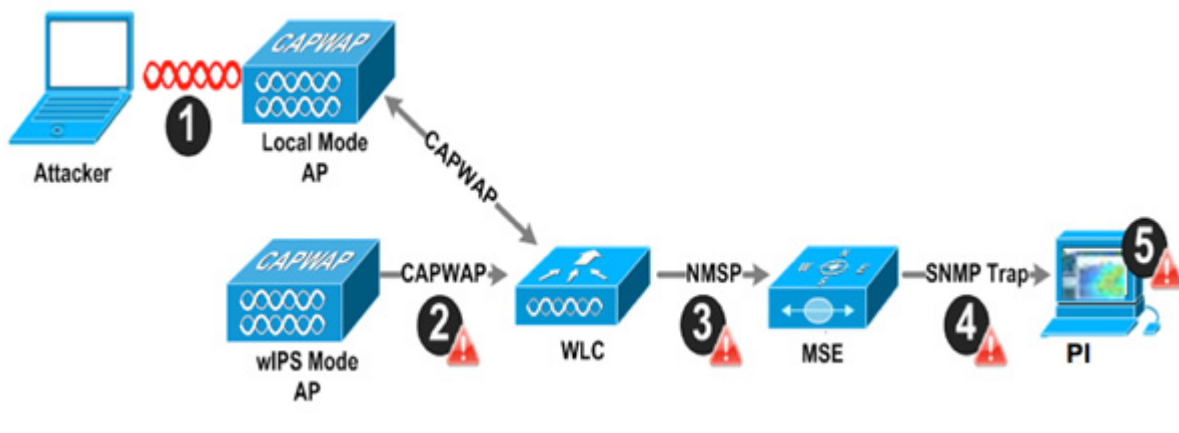 CAPWAP
1
Attacker
Local Mode
AP
CAPWAP
CAPWAP
CAPWAP
2
NMSP
3
SNMP Trap
4
5
N
W
E
S
wIPS Mode
AP
WLC
MSE
PI